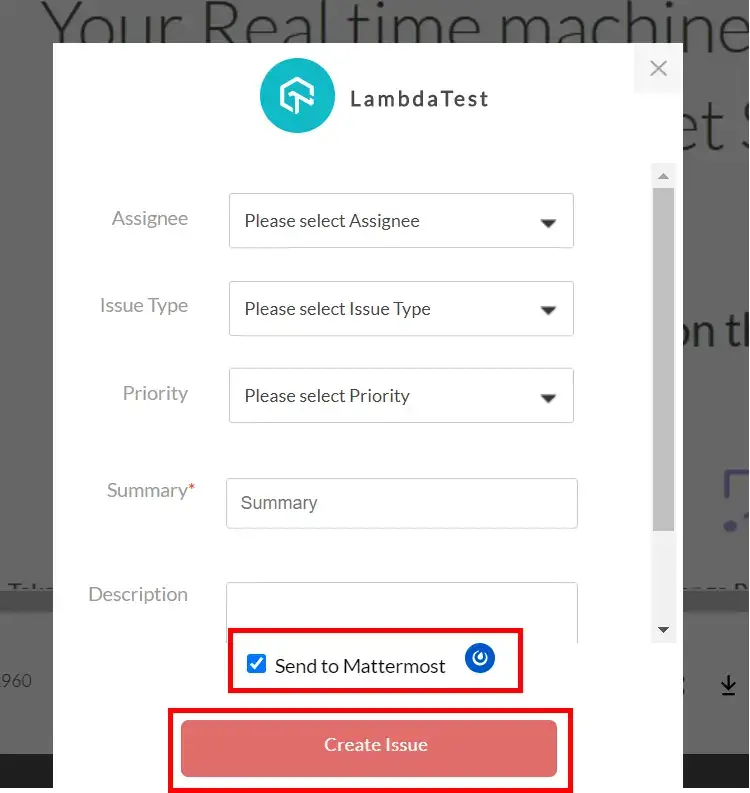 Your Real time machine
LambdaTest
et S
Assignee
Please select Assignee
Issue Type
Please select Issue Type
on th
Priority
Please select Priority
Summary*
Summary
Description
Send to Mattermost
960
Create Issue